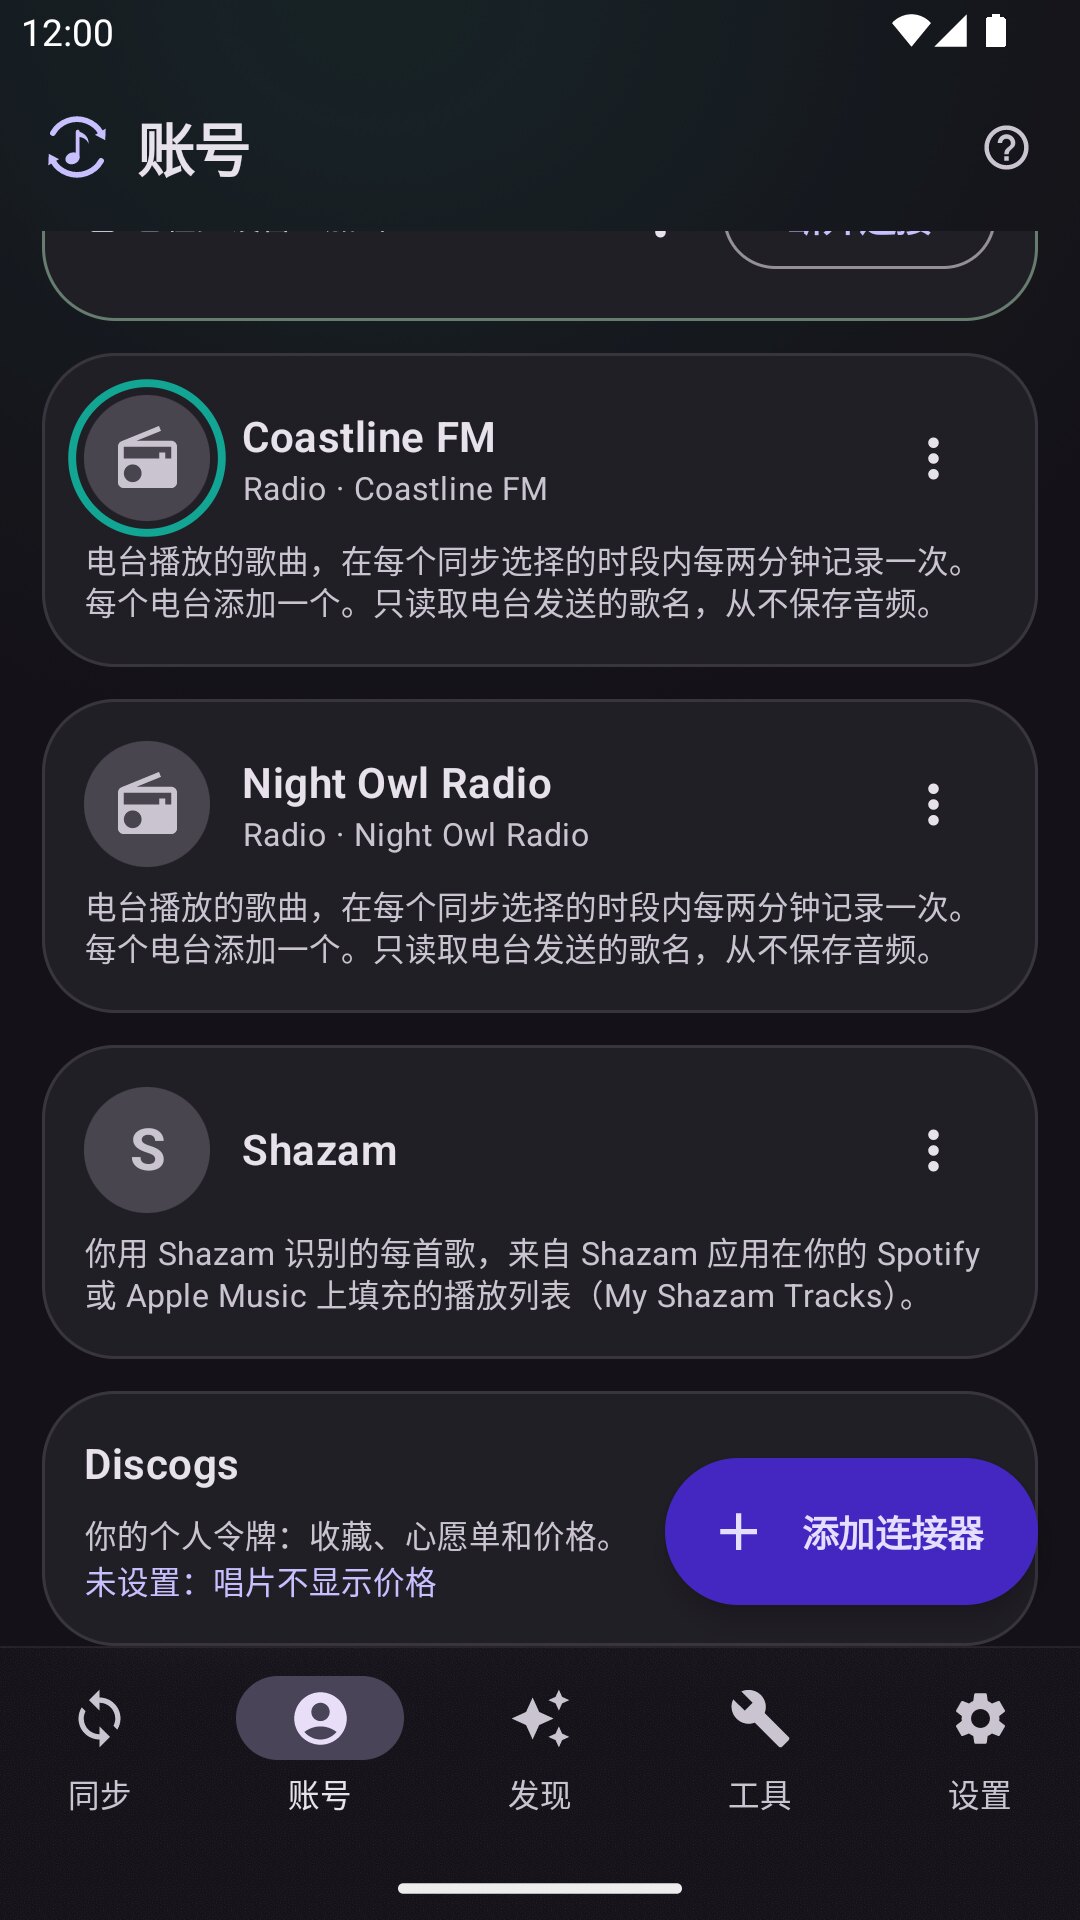 12:00
账号
Coastline FM
Radio · Coastline FM
电台播放的歌曲，在每个同步选择的时段内每两分钟记录一次。
每个电台添加一个。只读取电台发送的歌名，从不保存音频。
Night Owl Radio
Radio · Night Owl Radio
电台播放的歌曲，在每个同步选择的时段内每两分钟记录一次。
每个电台添加一个。只读取电台发送的歌名，从不保存音频。
S
Shazam
你用 Shazam 识别的每首歌，来自 Shazam 应用在你的 Spotify
或 Apple Music 上填充的播放列表（My Shazam Tracks）。
Discogs
你的个人令牌：收藏、心愿单和价格。
未设置：唱片不显示价格
添加连接器
同步
账号
发现
工具
设置